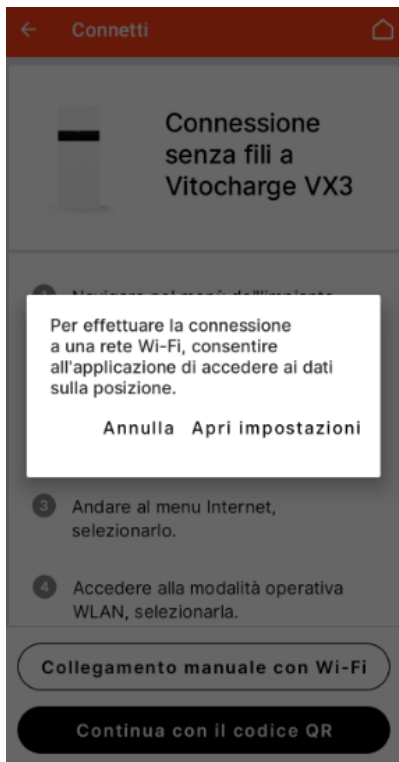 Connetti
Connessione
senza fili a
Vitocharge VX3
Per effettuare la connessione
a una rete Wi-Fi, consentire
all'applicazione di accedere ai dati
sulla posizione.
Annulla Apri impostazioni
3 Andare al menu Internet,
selezionarlo.
4 Accedere alla modalità operativa
WLAN, selezionarla.
Collegamento manuale con Wi-Fi
Continua con il codice QR